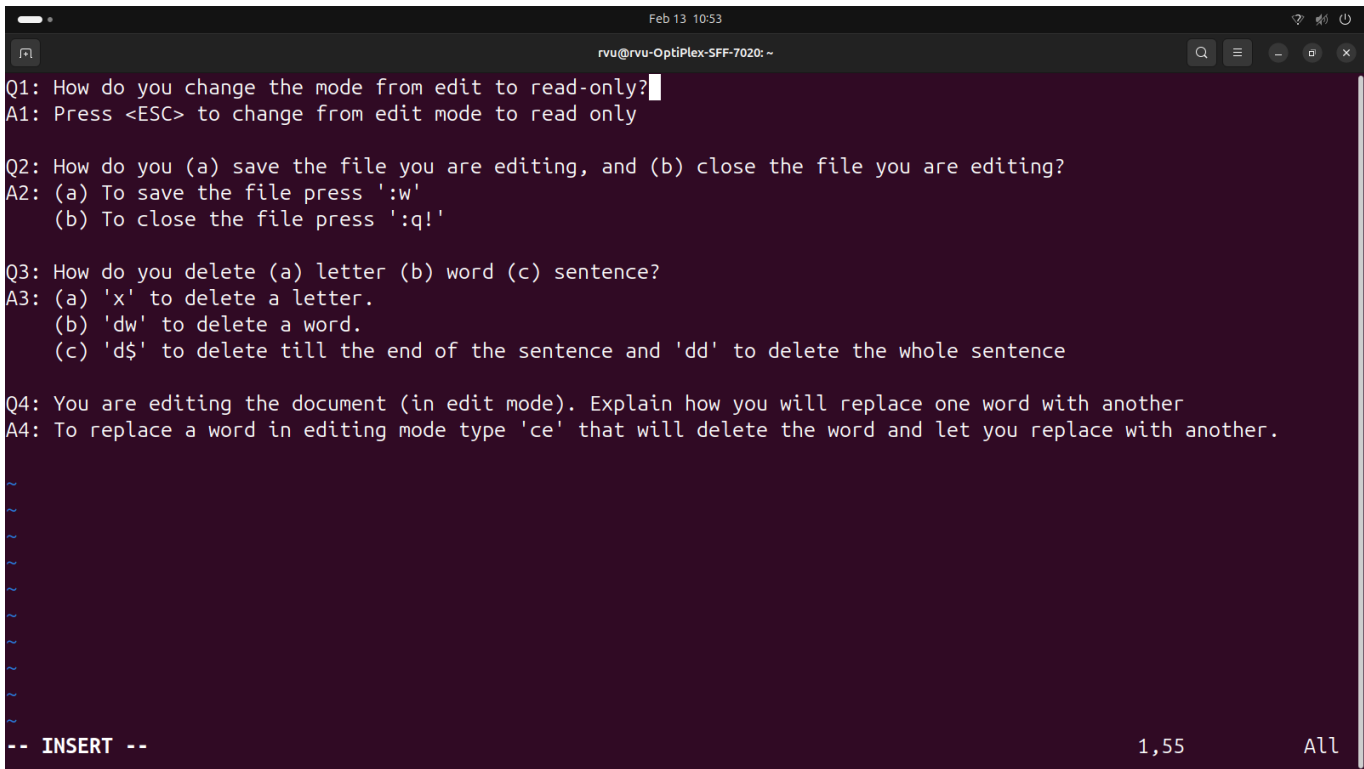 Feb 13 10:53
rvu@rvu-OptiPlex-SFF-7020: ~
Q1: How do you change the mode from edit to read-only?
A1: Press <ESC> to change from edit mode to read only
Q2: How do you (a) save the file you are editing, and (b) close the file you are editing?
A2: (a) To save the file press ':w'
    (b) To close the file press ':q!'
Q3: How do you delete (a) letter (b) word (c) sentence?
A3: (a) 'x' to delete a letter.
    (b) 'dw' to delete a word.
    (c) 'd$' to delete till the end of the sentence and 'dd' to delete the whole sentence
Q4: You are editing the document (in edit mode). Explain how you will replace one word with another
A4: To replace a word in editing mode type 'ce' that will delete the word and let you replace with another.
~
~
~
~
~
~
~
~
~
~
-- INSERT -- 1,55 All